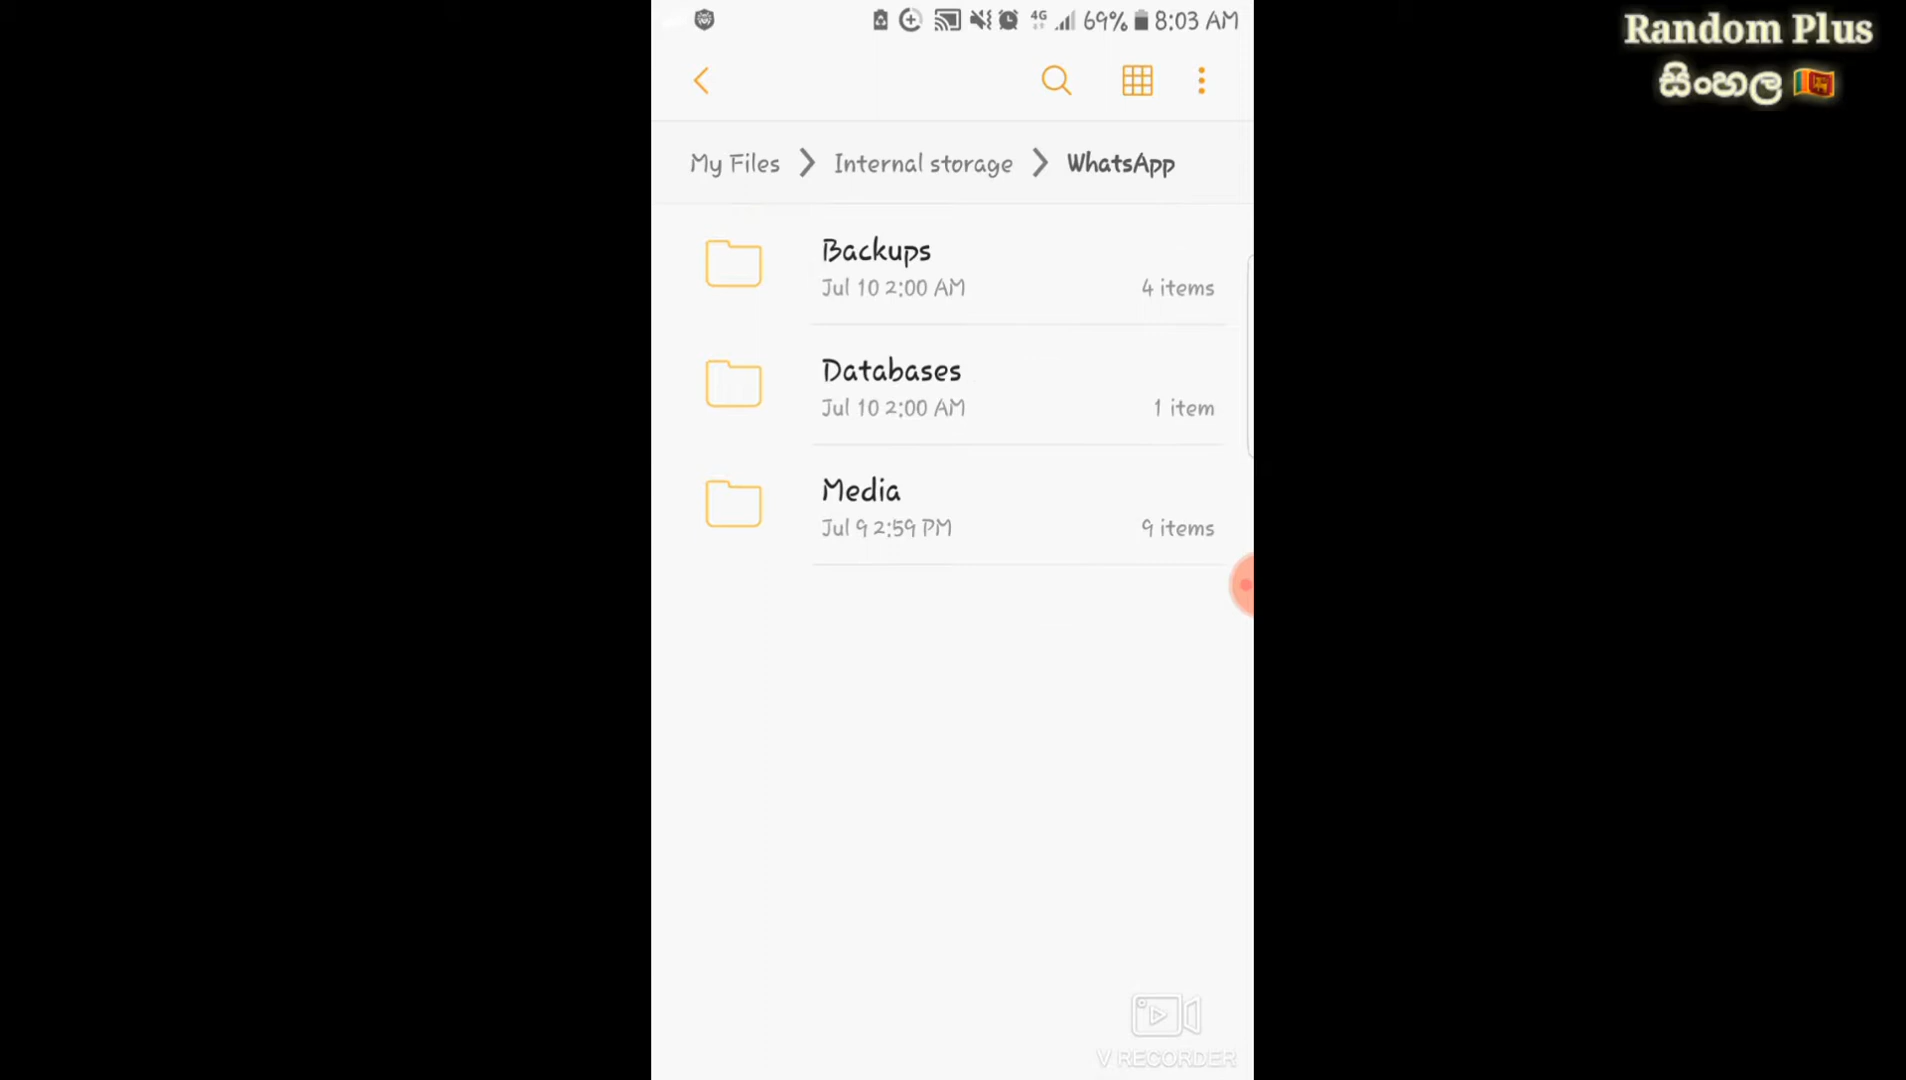 4G 69% 8:03 AM
Random Plus
සිංහල
My Files Internal storage WhatsApp
Backups
Jul 10 2:00 AM 4 items
Databases
Jul 10 2:00 AM 1 item
Media
Jul 9 2:59 PM 9 items
V RECORDER